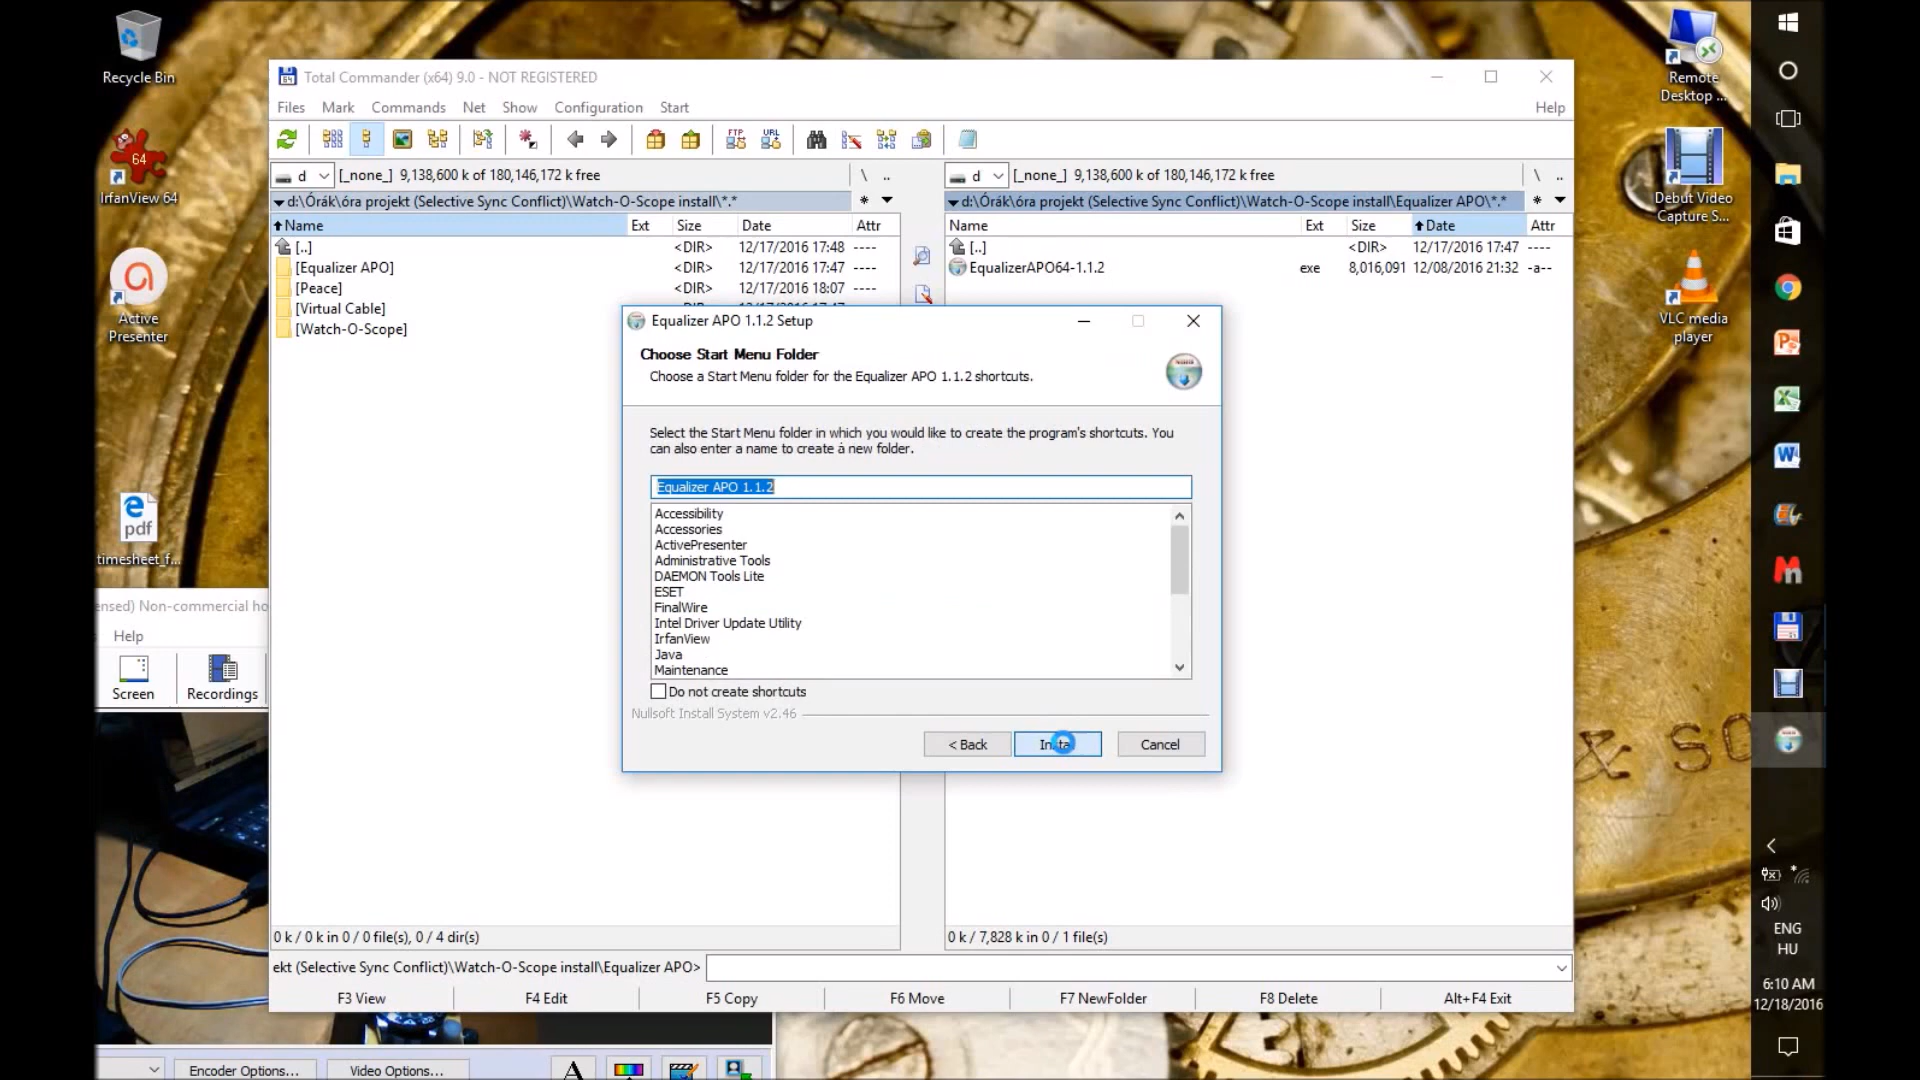 Recycle Bin
IrfanView 64
Active
Presenter
pdf
timesheet_f...
ensed) Non-commercial ho
Help
Screen
Recordings
Encoder Options...
Video Options...
Total Commander (x64) 9.0 - NOT REGISTERED
Files Mark Commands Net Show Configuration Start Help
FTP URL
d [_none_] 9,138,600 k of 180,146,172 k free \ ..
d:\Órák\óra projekt (Selective Sync Conflict)\Watch-O-Scope install\*.* *
Name Ext Size Date Attr
[..] <DIR> 12/17/2016 17:48 ----
[Equalizer APO] <DIR> 12/17/2016 17:47 ----
[Peace] <DIR> 12/17/2016 18:07 ----
[Virtual Cable]
[Watch-O-Scope]
0 k / 0 k in 0 / 0 file(s), 0 / 4 dir(s)
d [_none_] 9,138,600 k of 180,146,172 k free \ ..
d:\Órák\óra projekt (Selective Sync Conflict)\Watch-O-Scope install\Equalizer APO\*.* *
Name Ext Size Date Attr
[..] <DIR> 12/17/2016 17:47 ----
EqualizerAPO64-1.1.2 exe 8,016,091 12/08/2016 21:32 -a--
0 k / 7,828 k in 0 / 1 file(s)
Equalizer APO 1.1.2 Setup
Choose Start Menu Folder
Choose a Start Menu folder for the Equalizer APO 1.1.2 shortcuts.
Select the Start Menu folder in which you would like to create the program's shortcuts. You
can also enter a name to create a new folder.
Equalizer APO 1.1.2
Accessibility
Accessories
ActivePresenter
Administrative Tools
DAEMON Tools Lite
ESET
FinalWire
Intel Driver Update Utility
IrfanView
Java
Maintenance
Do not create shortcuts
Nullsoft Install System v2.46
< Back Install Cancel
ekt (Selective Sync Conflict)\Watch-O-Scope install\Equalizer APO>
F3 View F4 Edit F5 Copy F6 Move F7 NewFolder F8 Delete Alt+F4 Exit
Remote
Desktop ...
Debut Video
Capture S...
VLC media
player
ENG
HU
6:10 AM
12/18/2016